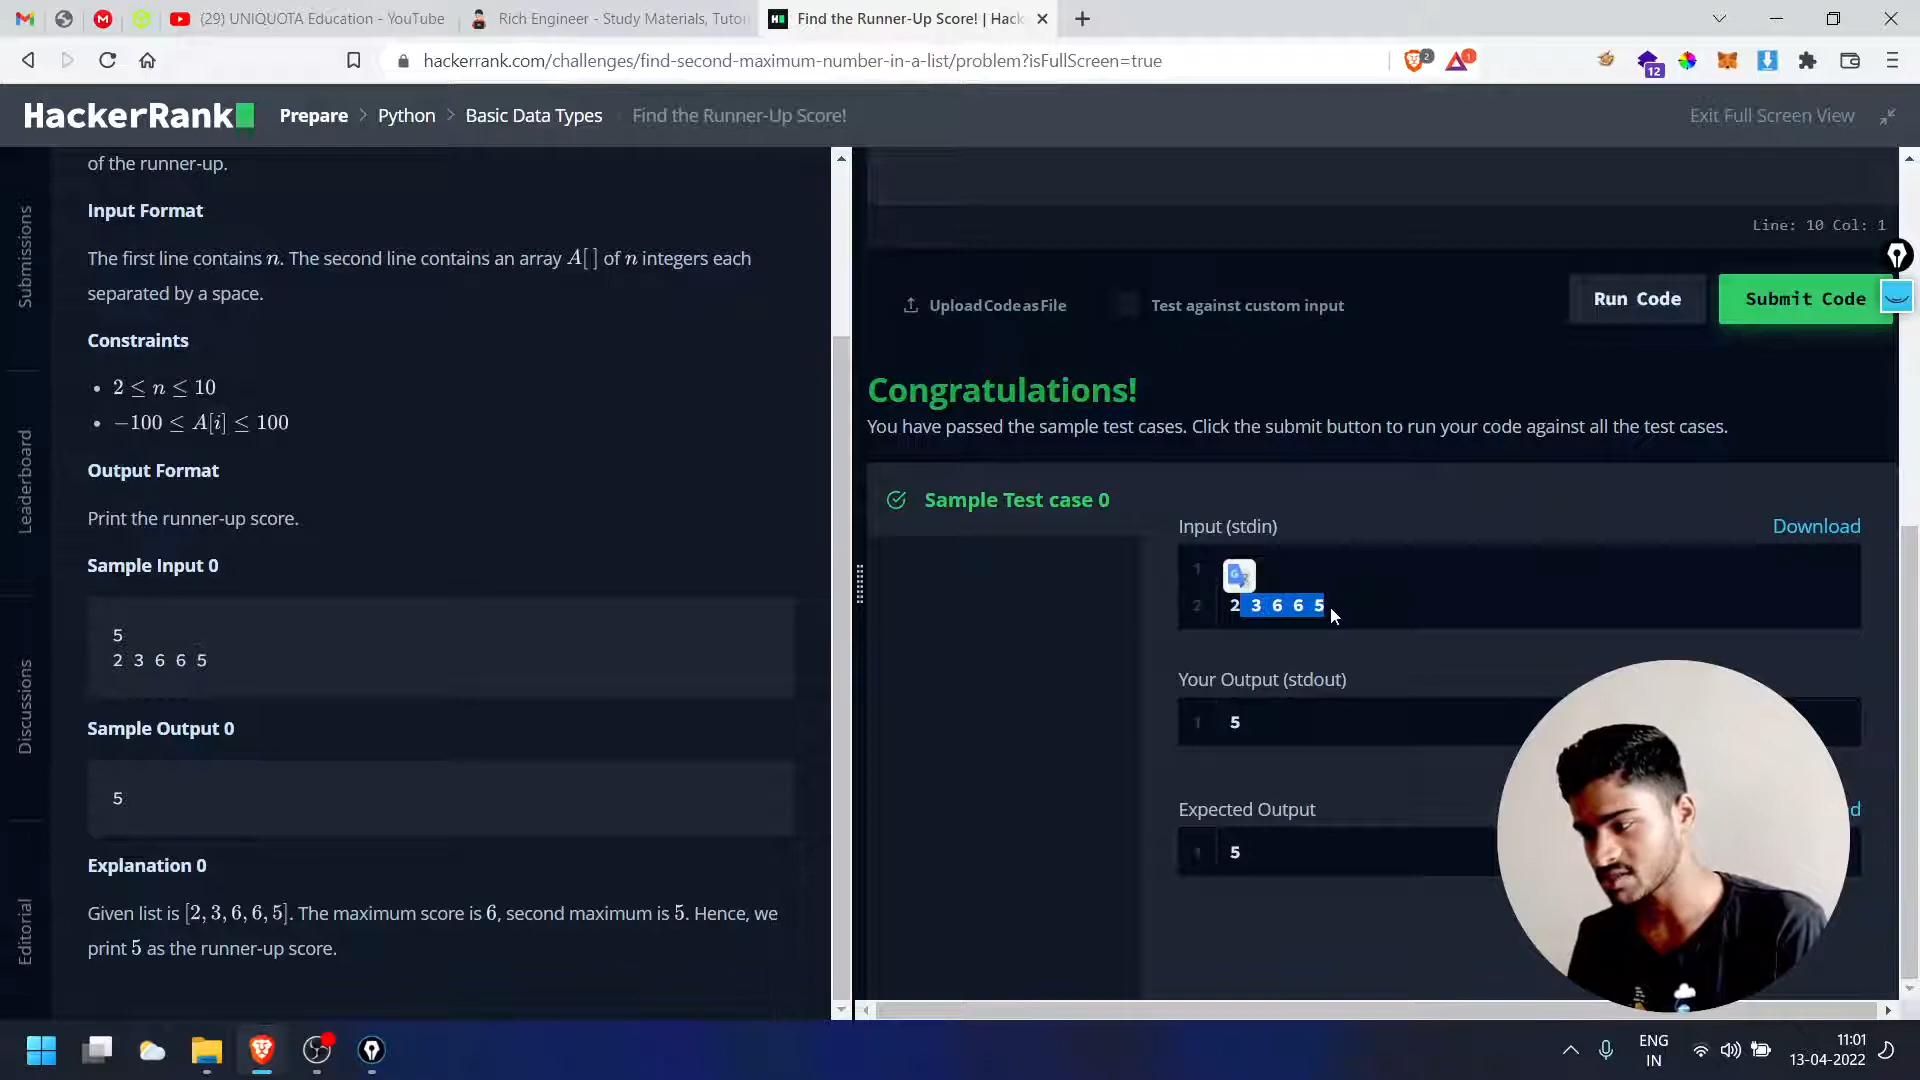 (29) UNIQUOTA Education - YouTube
Rich Engineer - Study Materials, Tutor
Find the Runner-Up Score! | Hack
hackerrank.com/challenges/find-second-maximum-number-in-a-list/problem?isFullScreen=true
2
1
12
HackerRank
Prepare > Python > Basic Data Types
Find the Runner-Up Score!
Exit Full Screen View
Submissions
Leaderboard
Discussions
Editorial
of the runner-up.
Input Format
The first line contains n. The second line contains an array A[ ] of n integers each
separated by a space.
Constraints
• 2 ≤ n ≤ 10
• −100 ≤ A[i] ≤ 100
Output Format
Print the runner-up score.
Sample Input 0
5
2 3 6 6 5
Sample Output 0
5
Explanation 0
Given list is [2, 3, 6, 6, 5]. The maximum score is 6, second maximum is 5. Hence, we
print 5 as the runner-up score.
Line: 10 Col: 1
Upload Code as File
Test against custom input
Run Code
Submit Code
Congratulations!
You have passed the sample test cases. Click the submit button to run your code against all the test cases.
Sample Test case 0
Input (stdin)
Download
1
2 2 3 6 6 5
Your Output (stdout)
1 5
Expected Output
d
1 5
ENG
IN
11:01
13-04-2022